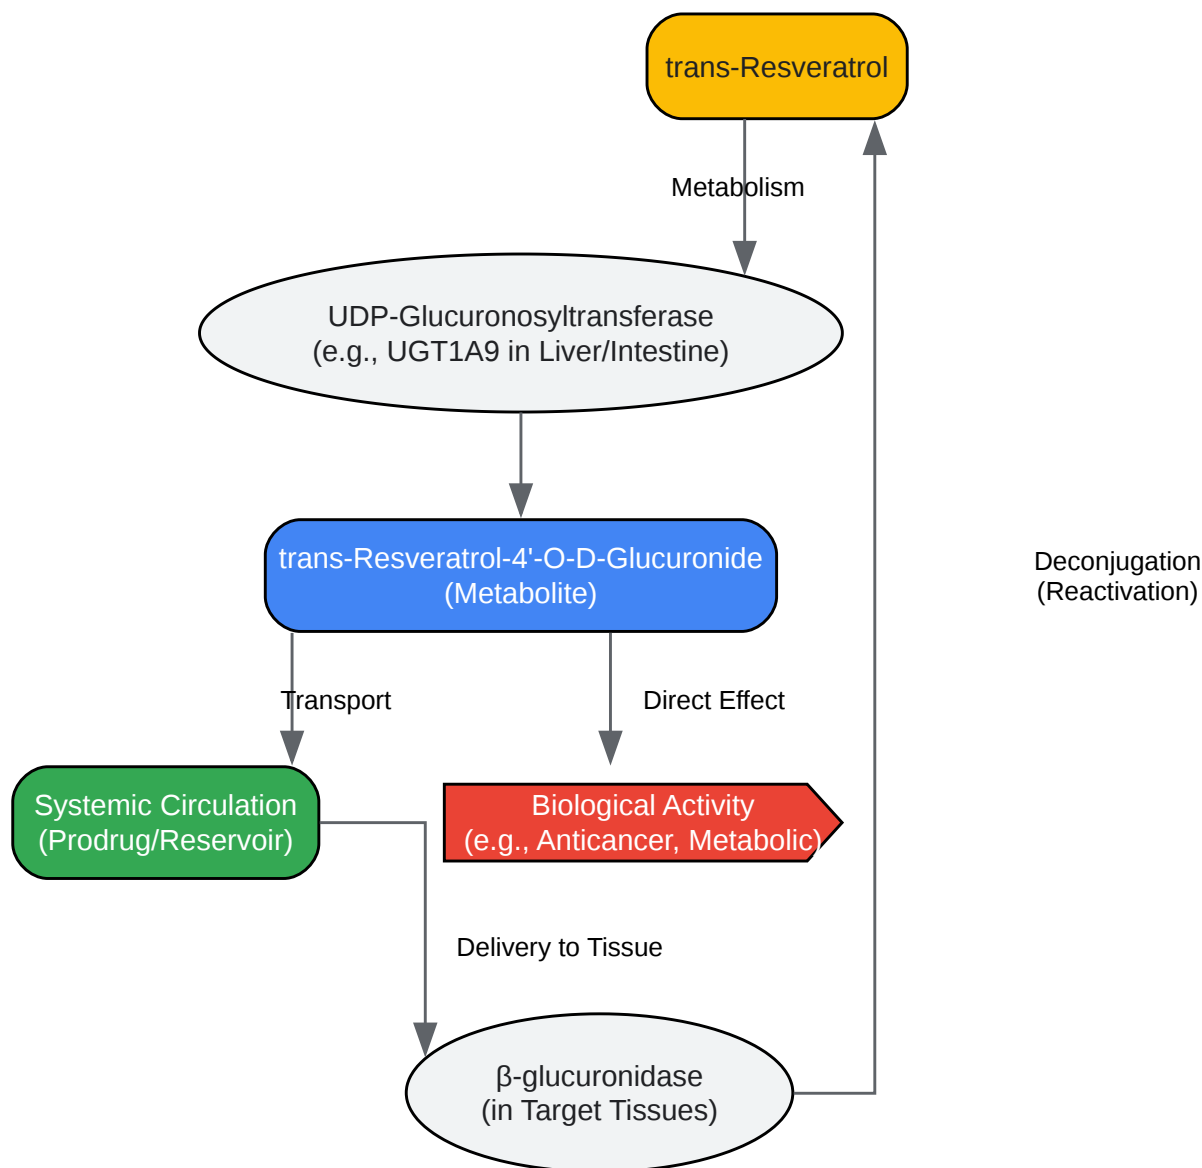 trans-Resveratrol
Metabolism
UDP-Glucuronosyltransferase
(e.g., UGT1A9 in Liver/Intestine)
trans-Resveratrol-4'-O-D-Glucuronide
(Metabolite)
Deconjugation
(Reactivation)
Transport
Direct Effect
Systemic Circulation
(Prodrug/Reservoir)
Biological Activity
(e.g., Anticancer, Metabolic)
Delivery to Tissue
β-glucuronidase
(in Target Tissues)